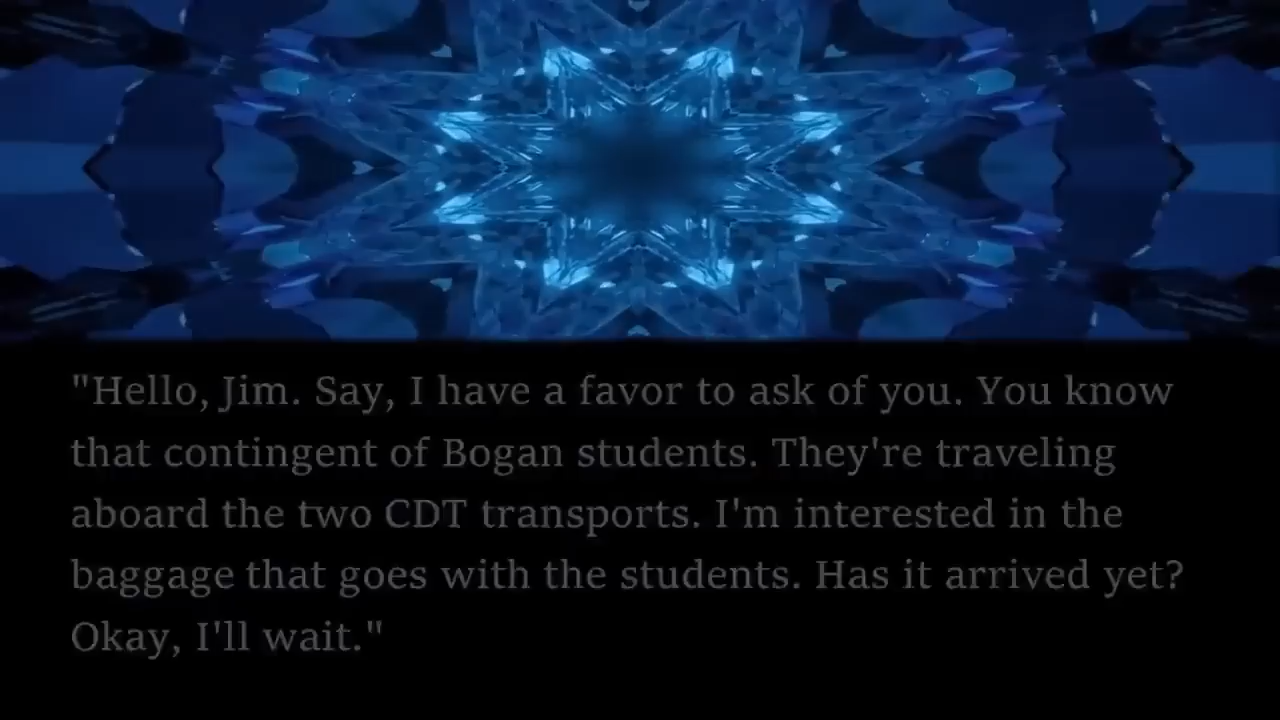 "Hello, Jim. Say, I have a favor to ask of you. You know
that contingent of Bogan students. They're traveling
aboard the two CDT transports. I'm interested in the
baggage that goes with the students. Has it arrived yet?
Okay, I'll wait."